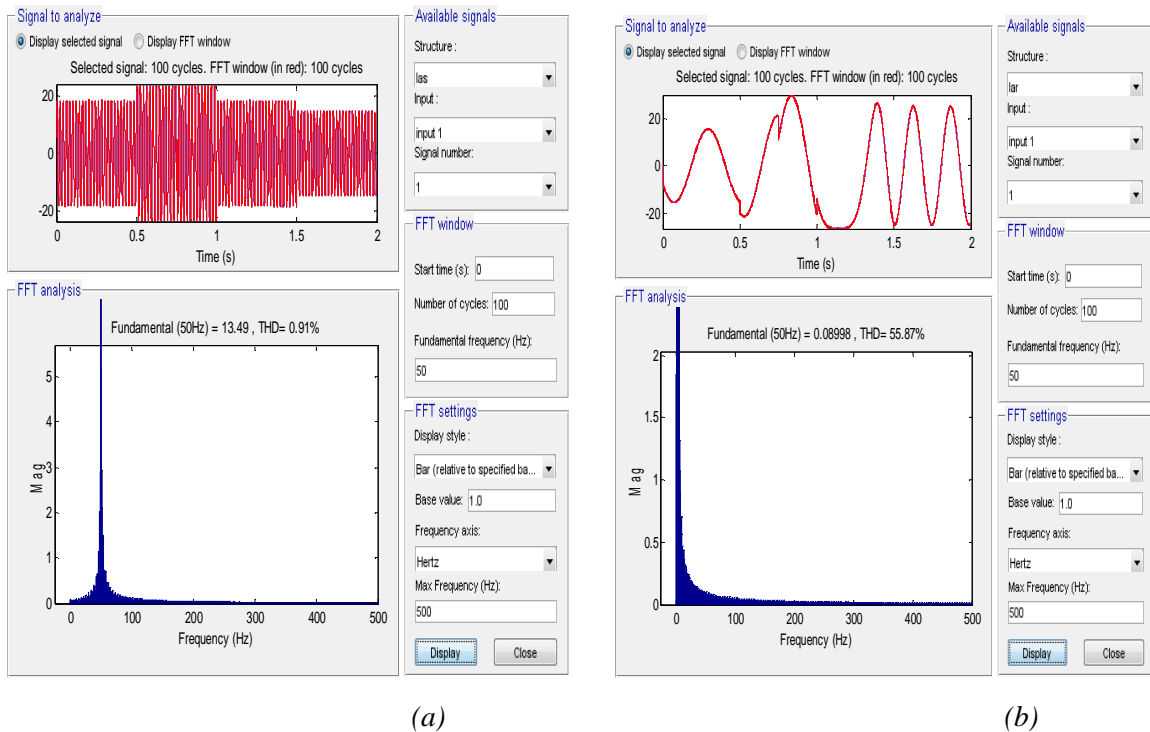 Signal to analyze
Display selected signal Display FFT window
Selected signal: 100 cycles. FFT window (in red): 100 cycles
20
0
-20
0 0.5 1 1.5 2
Time (s)
FFT analysis
Fundamental (50Hz) = 13.49 , THD= 0.91%
5
4
3
2
1
0
Mag
0 100 200 300 400 500
Frequency (Hz)
Available signals
Structure :
Ias
Input :
input 1
Signal number:
1
FFT window
Start time (s): 0
Number of cycles: 100
Fundamental frequency (Hz):
50
FFT settings
Display style :
Bar (relative to specified ba...
Base value: 1.0
Frequency axis:
Hertz
Max Frequency (Hz):
500
Display Close
(a)
Signal to analyze
Display selected signal Display FFT window
Selected signal: 100 cycles. FFT window (in red): 100 cycles
20
0
-20
0 0.5 1 1.5 2
Time (s)
FFT analysis
Fundamental (50Hz) = 0.08998 , THD= 55.87%
2
1.5
1
0.5
0
Mag
0 100 200 300 400 500
Frequency (Hz)
Available signals
Structure :
Iar
Input :
input 1
Signal number:
1
FFT window
Start time (s): 0
Number of cycles: 100
Fundamental frequency (Hz):
50
FFT settings
Display style :
Bar (relative to specified ba...
Base value: 1.0
Frequency axis:
Hertz
Max Frequency (Hz):
500
Display Close
(b)